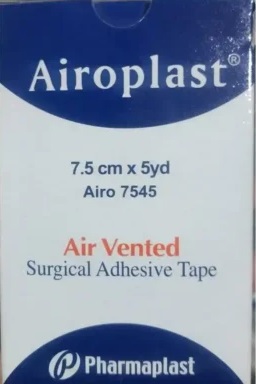 Airoplast®
7.5 cm x 5yd
Airo 7545
Air Vented
Surgical Adhesive Tape
Pharmaplast